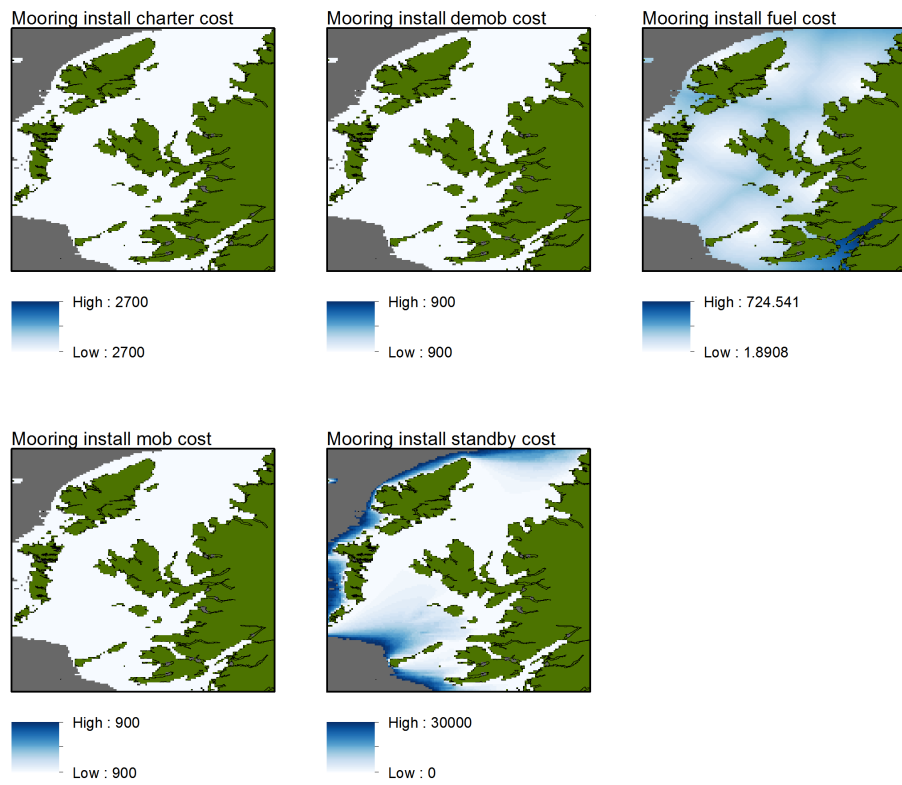 Mooring install charter cost
High : 2700
Low : 2700
Mooring install demob cost
High : 900
Low : 900
Mooring install fuel cost
High : 724.541
Low : 1.8908
Mooring install mob cost
High : 900
Low : 900
Mooring install standby cost
High : 30000
Low : 0